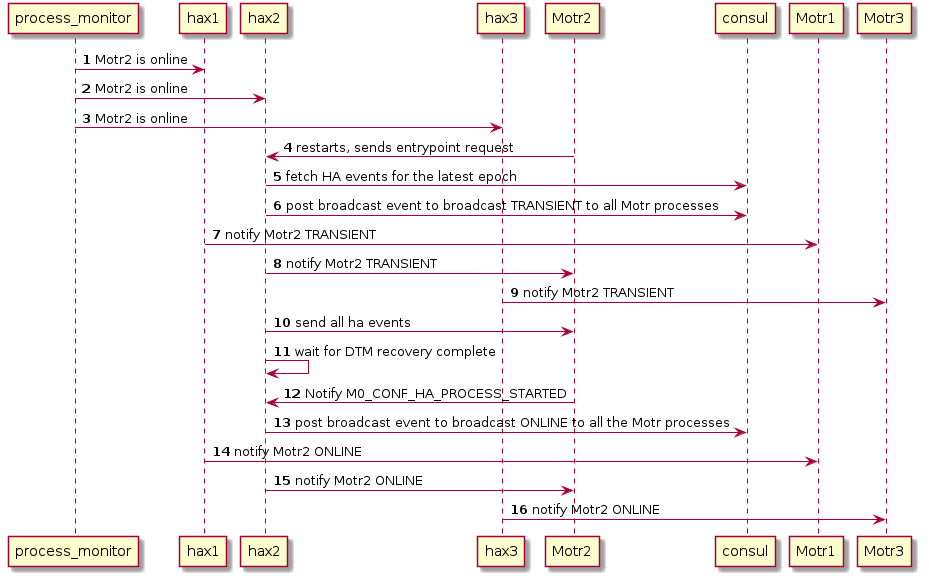 process_monitor hax1 hax2 hax3 Motr2 consul Motr1 Motr3
1 Motr2 is online
2 Motr2 is online
3 Motr2 is online
4 restarts, sends entrypoint request
5 fetch HA events for the latest epoch
6 post broadcast event to broadcast TRANSIENT to all Motr processes
7 notify Motr2 TRANSIENT
8 notify Motr2 TRANSIENT
9 notify Motr2 TRANSIENT
10 send all ha events
11 wait for DTM recovery complete
12 Notify M0_CONF_HA_PROCESS_STARTED
13 post broadcast event to broadcast ONLINE to all the Motr processes
14 notify Motr2 ONLINE
15 notify Motr2 ONLINE
16 notify Motr2 ONLINE
process_monitor hax1 hax2 hax3 Motr2 consul Motr1 Motr3